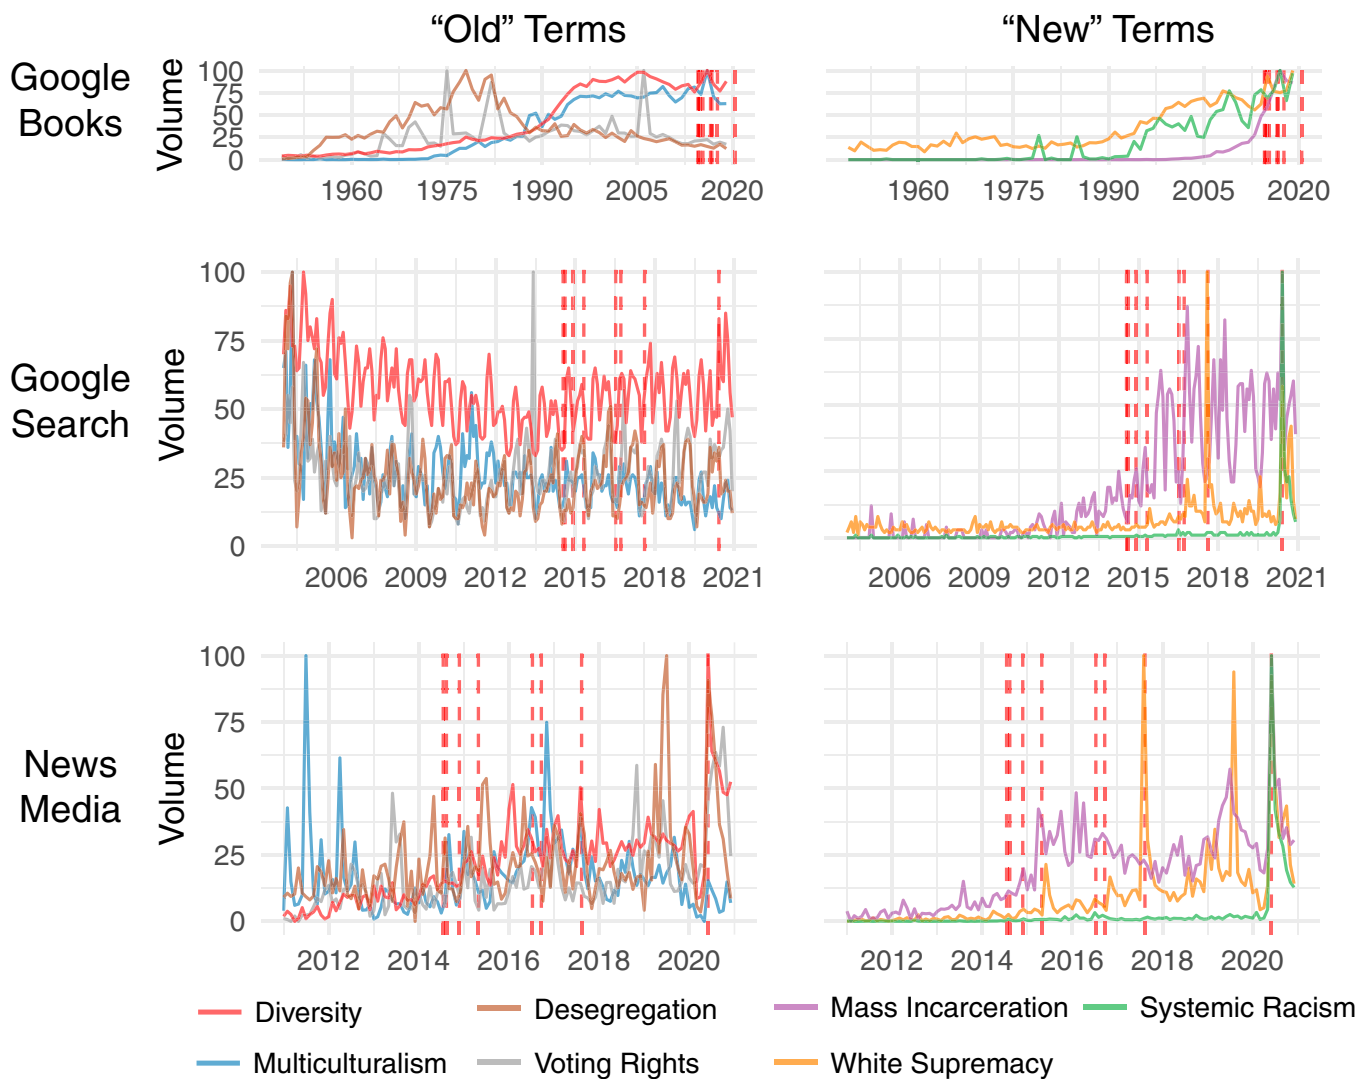 “Old” Terms “New” Terms
Google Books
Volume
100
75
50
25
0
1960 1975 1990 2005 2020
1960 1975 1990 2005 2020
Google Search
Volume
100
75
50
25
0
2006 2009 2012 2015 2018 2021
2006 2009 2012 2015 2018 2021
News Media
Volume
100
75
50
25
0
2012 2014 2016 2018 2020
2012 2014 2016 2018 2020
Diversity Desegregation Mass Incarceration Systemic Racism
Multiculturalism Voting Rights White Supremacy